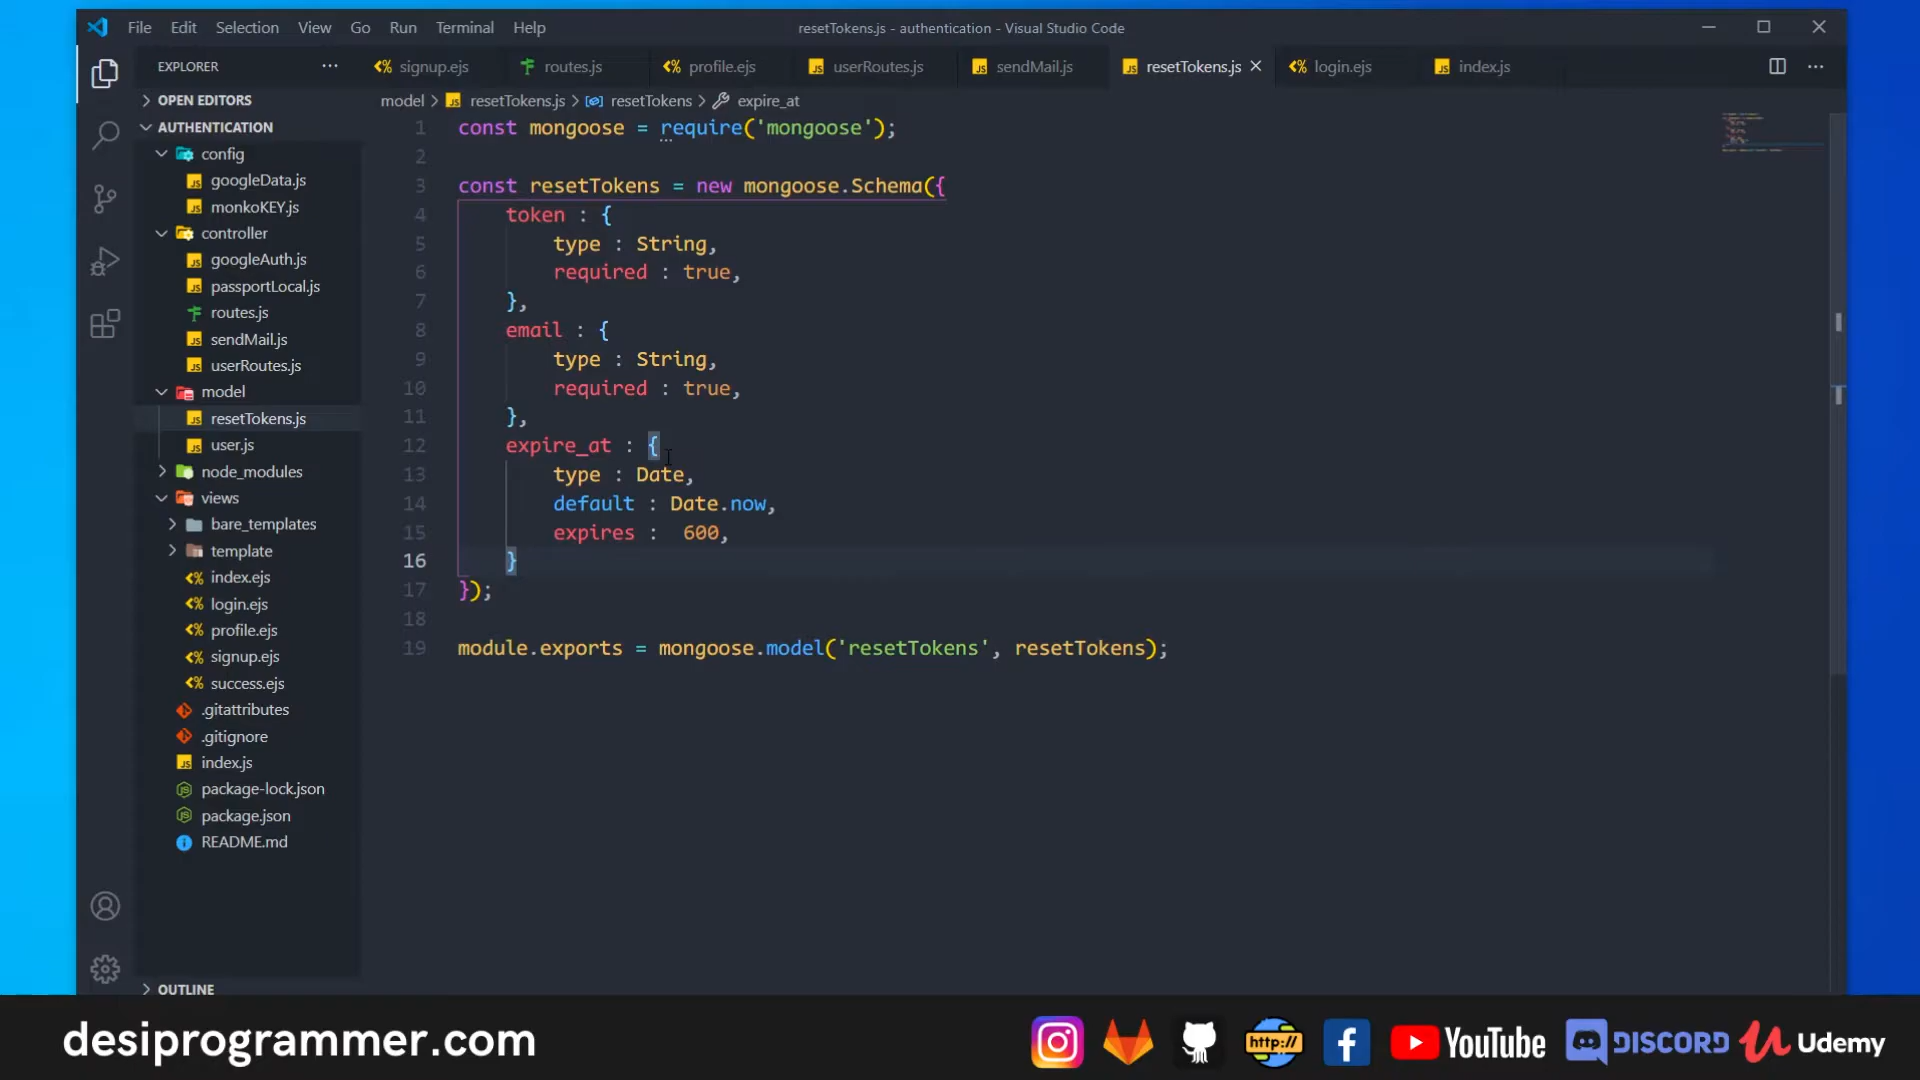 File Edit Selection View Go Run Terminal Help
resetTokens.js - authentication - Visual Studio Code
EXPLORER
signup.ejs
routes.js
profile.ejs
userRoutes.js
sendMail.js
resetTokens.js
login.ejs
index.js
OPEN EDITORS
AUTHENTICATION
config
googleData.js
monkoKEY.js
controller
googleAuth.js
passportLocal.js
routes.js
sendMail.js
userRoutes.js
model
resetTokens.js
user.js
node_modules
views
bare_templates
template
index.ejs
login.ejs
profile.ejs
signup.ejs
success.ejs
.gitattributes
.gitignore
index.js
package-lock.json
package.json
README.md
OUTLINE
model > resetTokens.js > resetTokens > expire_at
1 const mongoose = require('mongoose');
2
3 const resetTokens = new mongoose.Schema({
4 token : {
5 type : String,
6 required : true,
7 },
8 email : {
9 type : String,
10 required : true,
11 },
12 expire_at : {
13 type : Date,
14 default : Date.now,
15 expires :  600,
16 }
17 });
18
19 module.exports = mongoose.model('resetTokens', resetTokens);
desiprogrammer.com
http://
YouTube
DISCORD
Udemy